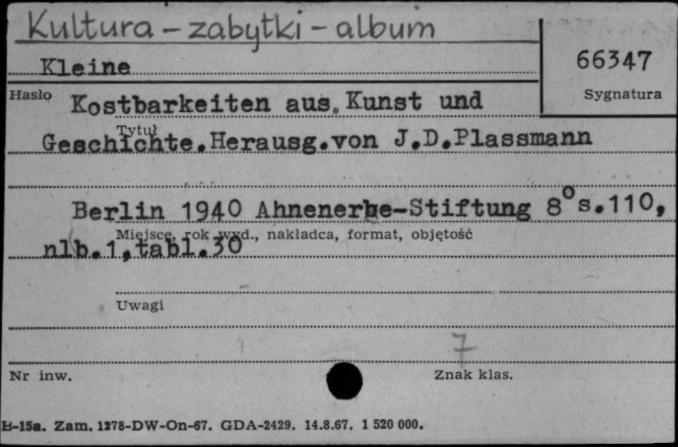 Kultura – zabytki – album
Kleine
66347
Hasło
Sygnatura
Kostbarkeiten aus Kunst und
Tytuł
Geschichte.Herausg.von J.D.Plassmann
Berlin 1940 Ahnenerbe-Stiftung 8° s.110,
Miejsce, rok wyd., nakładca, format, objętość
nlb.1,tabl.30
Uwagi
7
Nr inw.
Znak klas.
H-15a. Zam. 1278-DW-On-67. GDA-2429. 14.8.67. 1 520 000.